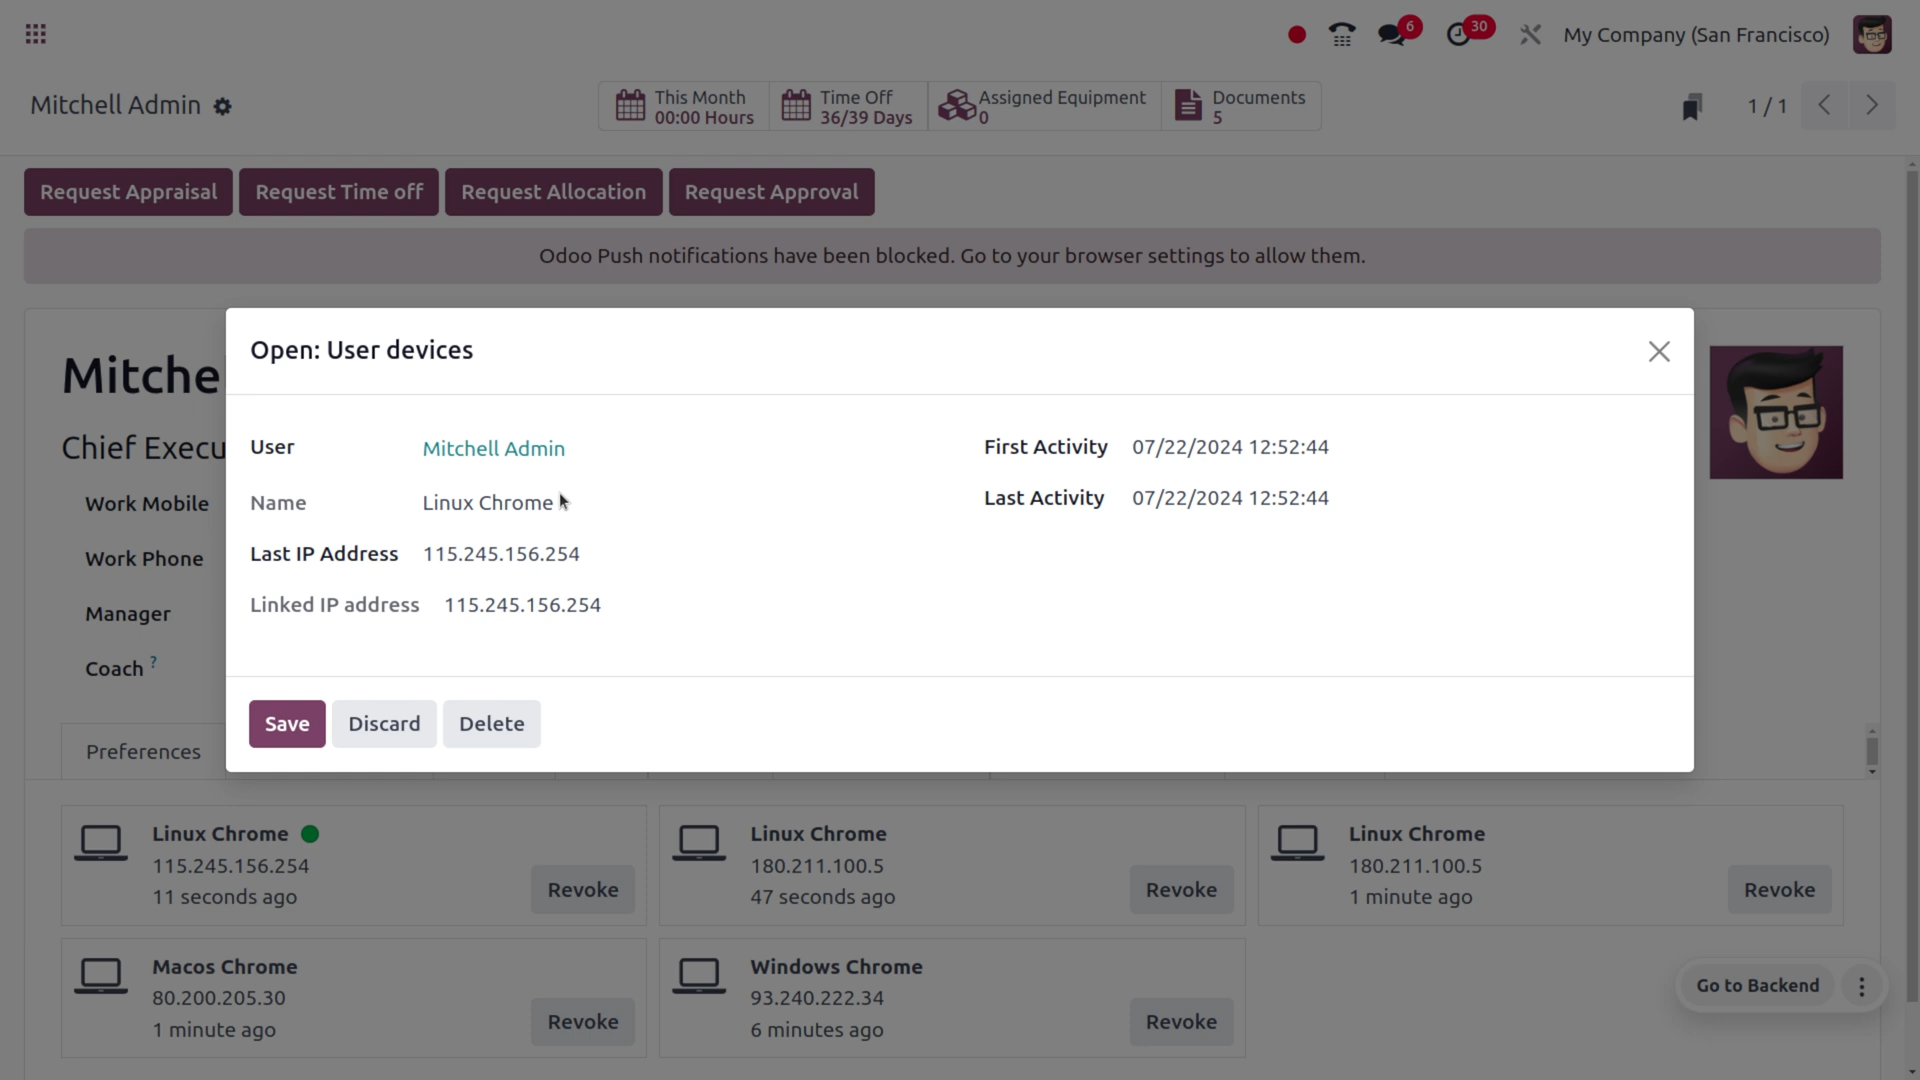 6
30
My Company (San Francisco)
Mitchell Admin
This Month
00:00 Hours
Time Off
36/39 Days
Assigned Equipment
0
Documents
5
1 / 1
Request Appraisal
Request Time off
Request Allocation
Request Approval
Odoo Push notifications have been blocked. Go to your browser settings to allow them.
Mitche
Chief Execu
Work Mobile
Work Phone
Manager
Coach ?
Preferences
Open: User devices
User Mitchell Admin
Name Linux Chrome
Last IP Address 115.245.156.254
Linked IP address 115.245.156.254
First Activity 07/22/2024 12:52:44
Last Activity 07/22/2024 12:52:44
Save
Discard
Delete
Linux Chrome
115.245.156.254
11 seconds ago
Revoke
Linux Chrome
180.211.100.5
47 seconds ago
Revoke
Linux Chrome
180.211.100.5
1 minute ago
Revoke
Macos Chrome
80.200.205.30
1 minute ago
Revoke
Windows Chrome
93.240.222.34
6 minutes ago
Revoke
Go to Backend